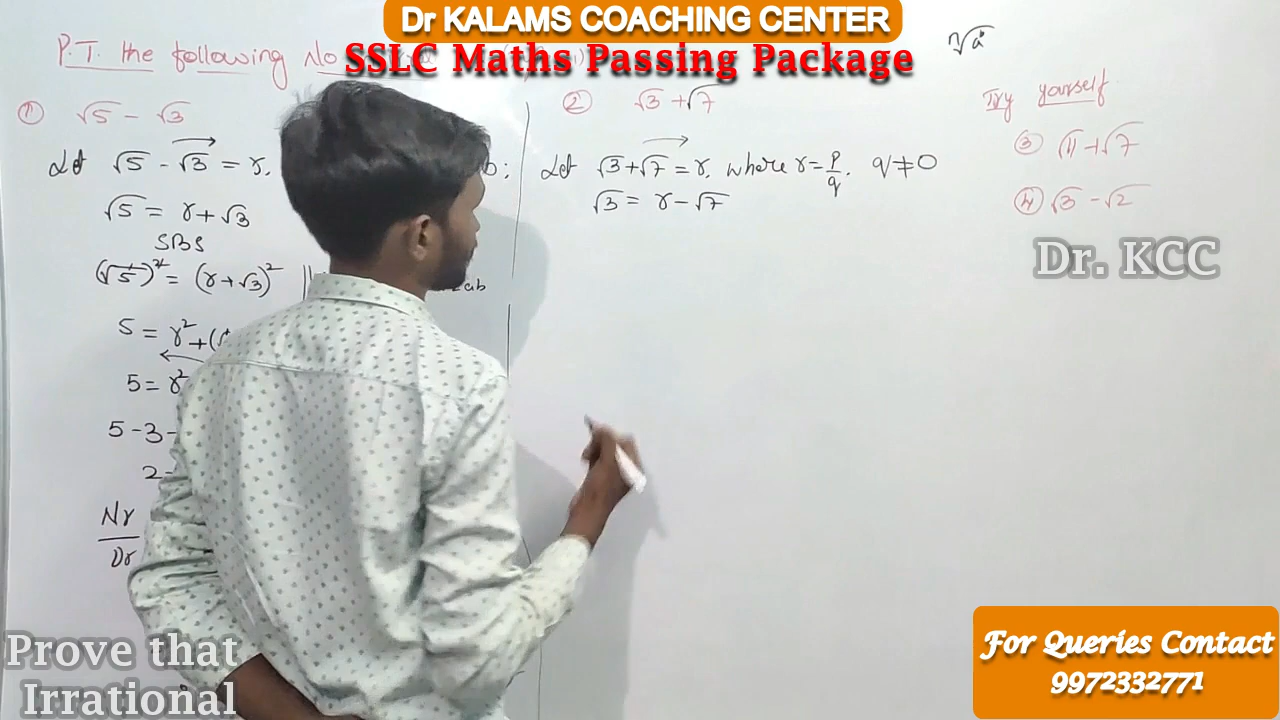 Dr KALAMS COACHING CENTER
SSLC Maths Passing Package
P.T. the following No
ⁿ√a
① √5 - √3
Let √5 - √3 = r.
√5 = r + √3
SBS
(√5)² = (r + √3)²
2ab
5 = r² + (
5 = r²
5 - 3 -
2 -
Nr
Dr
② √3 + √7
Let √3 + √7 = r. where r = p/q. q ≠ 0
√3 = r - √7
Try yourself
③ √11 + √7
④ √3 - √2
Dr. KCC
Prove that
Irrational
For Queries Contact
9972332771